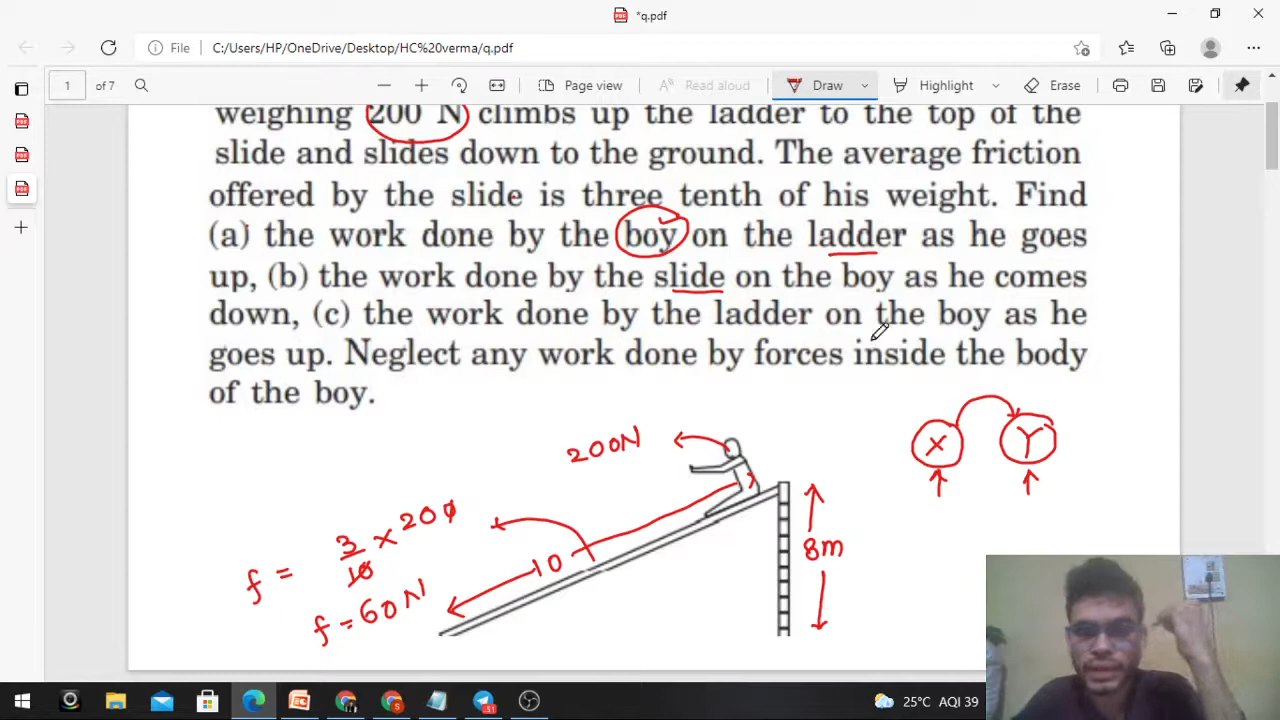 *q.pdf
File C:/Users/HP/OneDrive/Desktop/HC%20verma/q.pdf
1 of 7 Page view Read aloud Draw Highlight Erase
weighing 200 N climbs up the ladder to the top of the
slide and slides down to the ground. The average friction
offered by the slide is three tenth of his weight. Find
(a) the work done by the boy on the ladder as he goes
up, (b) the work done by the slide on the boy as he comes
down, (c) the work done by the ladder on the boy as he
goes up. Neglect any work done by forces inside the body
of the boy.
X Y
200N
f = 3/10 × 200
10
8m
f = 60N
25°C AQI 39